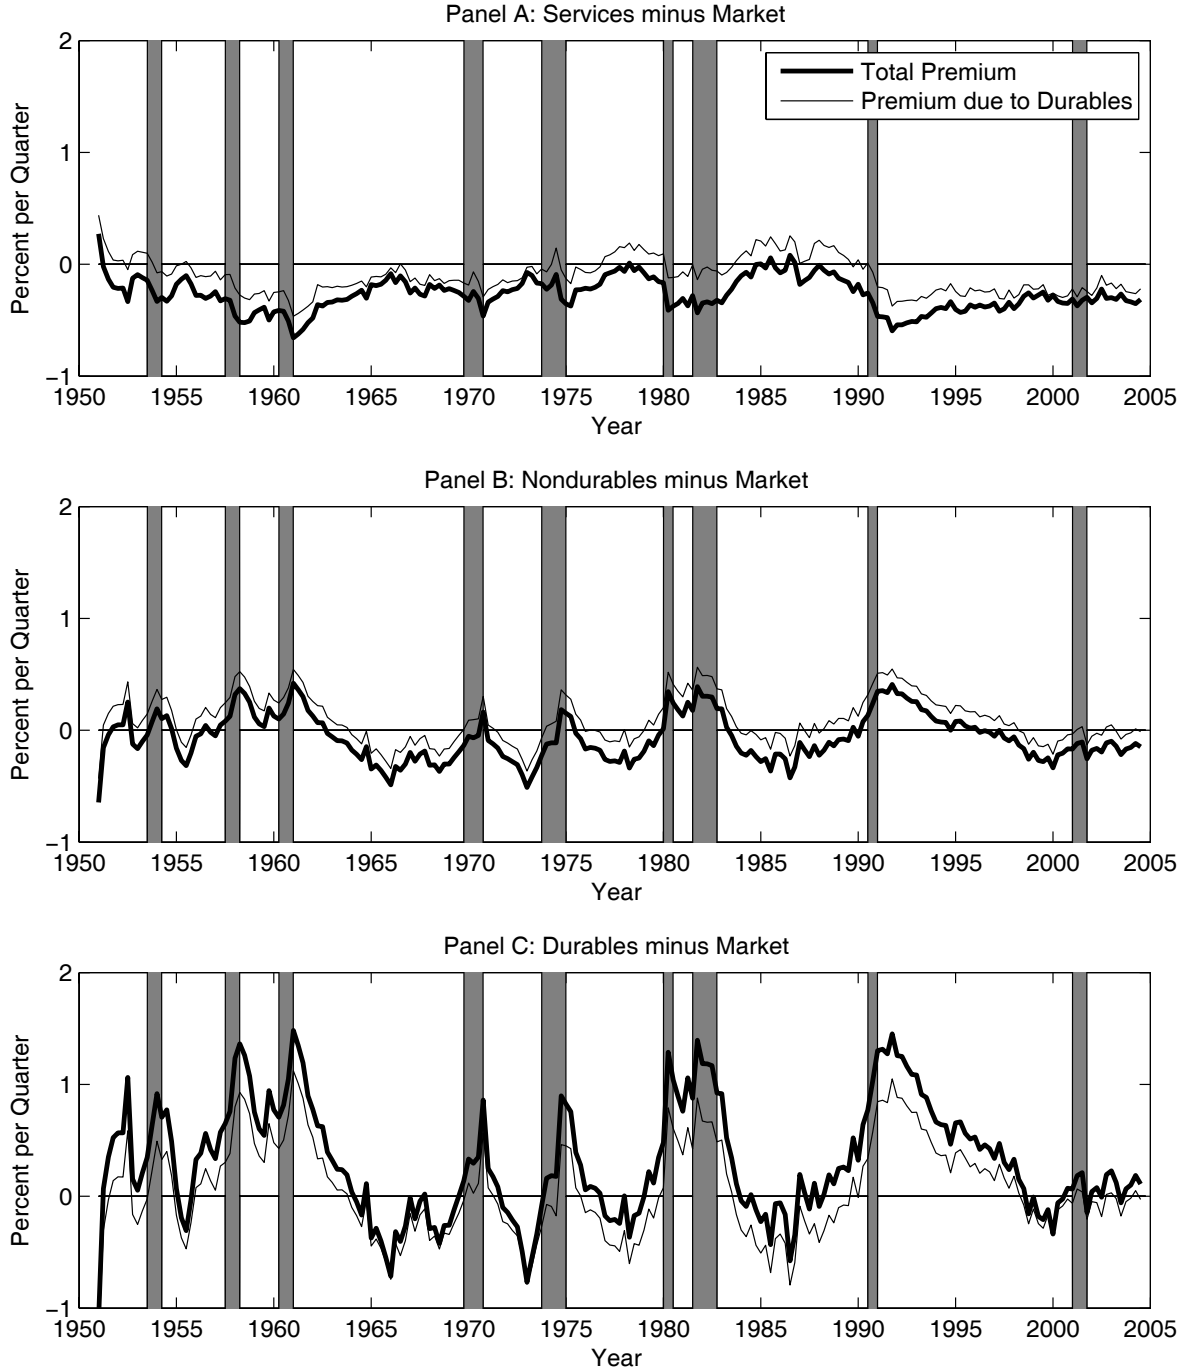 Panel A: Services minus Market
2
1
0
−1
Percent per Quarter
Total Premium
Premium due to Durables
1950 1955 1960 1965 1970 1975 1980 1985 1990 1995 2000 2005
Year
Panel B: Nondurables minus Market
2
1
0
−1
Percent per Quarter
1950 1955 1960 1965 1970 1975 1980 1985 1990 1995 2000 2005
Year
Panel C: Durables minus Market
2
1
0
−1
Percent per Quarter
1950 1955 1960 1965 1970 1975 1980 1985 1990 1995 2000 2005
Year